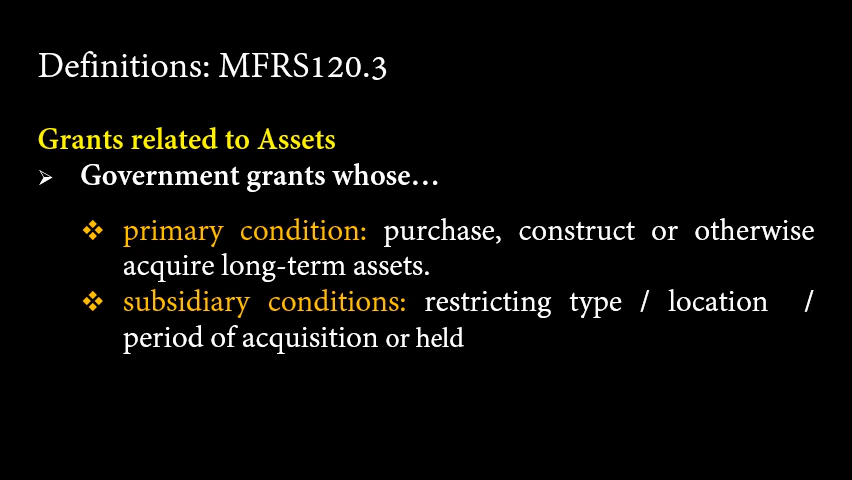 Definitions: MFRS120.3
Grants related to Assets
➢ Government grants whose…
❖ primary condition: purchase, construct or otherwise
acquire long-term assets.
❖ subsidiary conditions: restricting type / location /
period of acquisition or held